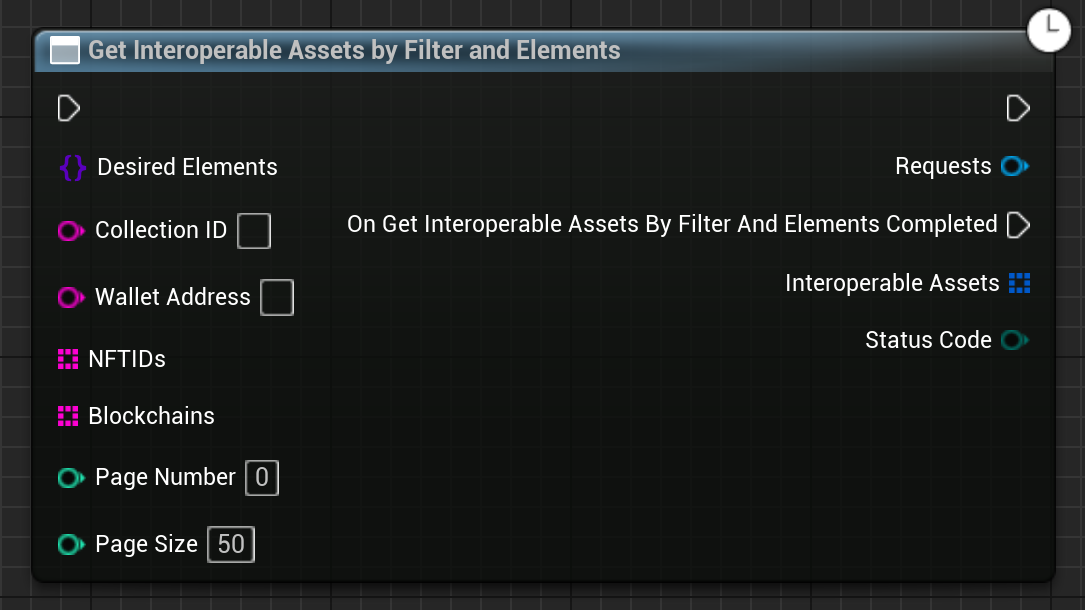 Get Interoperable Assets by Filter and Elements
Desired Elements
Requests
Collection ID
On Get Interoperable Assets By Filter And Elements Completed
Wallet Address
Interoperable Assets
NFTIDs
Status Code
Blockchains
Page Number 0
Page Size 50